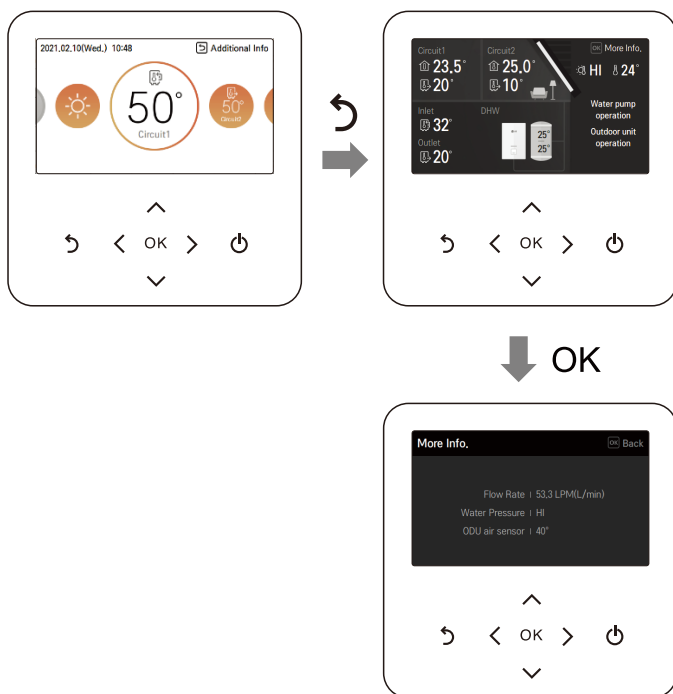 2021.02.10(Wed.) 10:48 Additional Info
50°
Circuit1
50°
Circuit2
OK
Circuit1
23.5°
20°
Circuit2
25.0°
10°
OK More Info.
HI 24°
Inlet
32°
Outlet
20°
DHW
25°
25°
Water pump
operation
Outdoor unit
operation
OK
OK
More Info.
OK Back
Flow Rate | 53.3 LPM(L/min)
Water Pressure | HI
ODU air sensor | 40°
OK